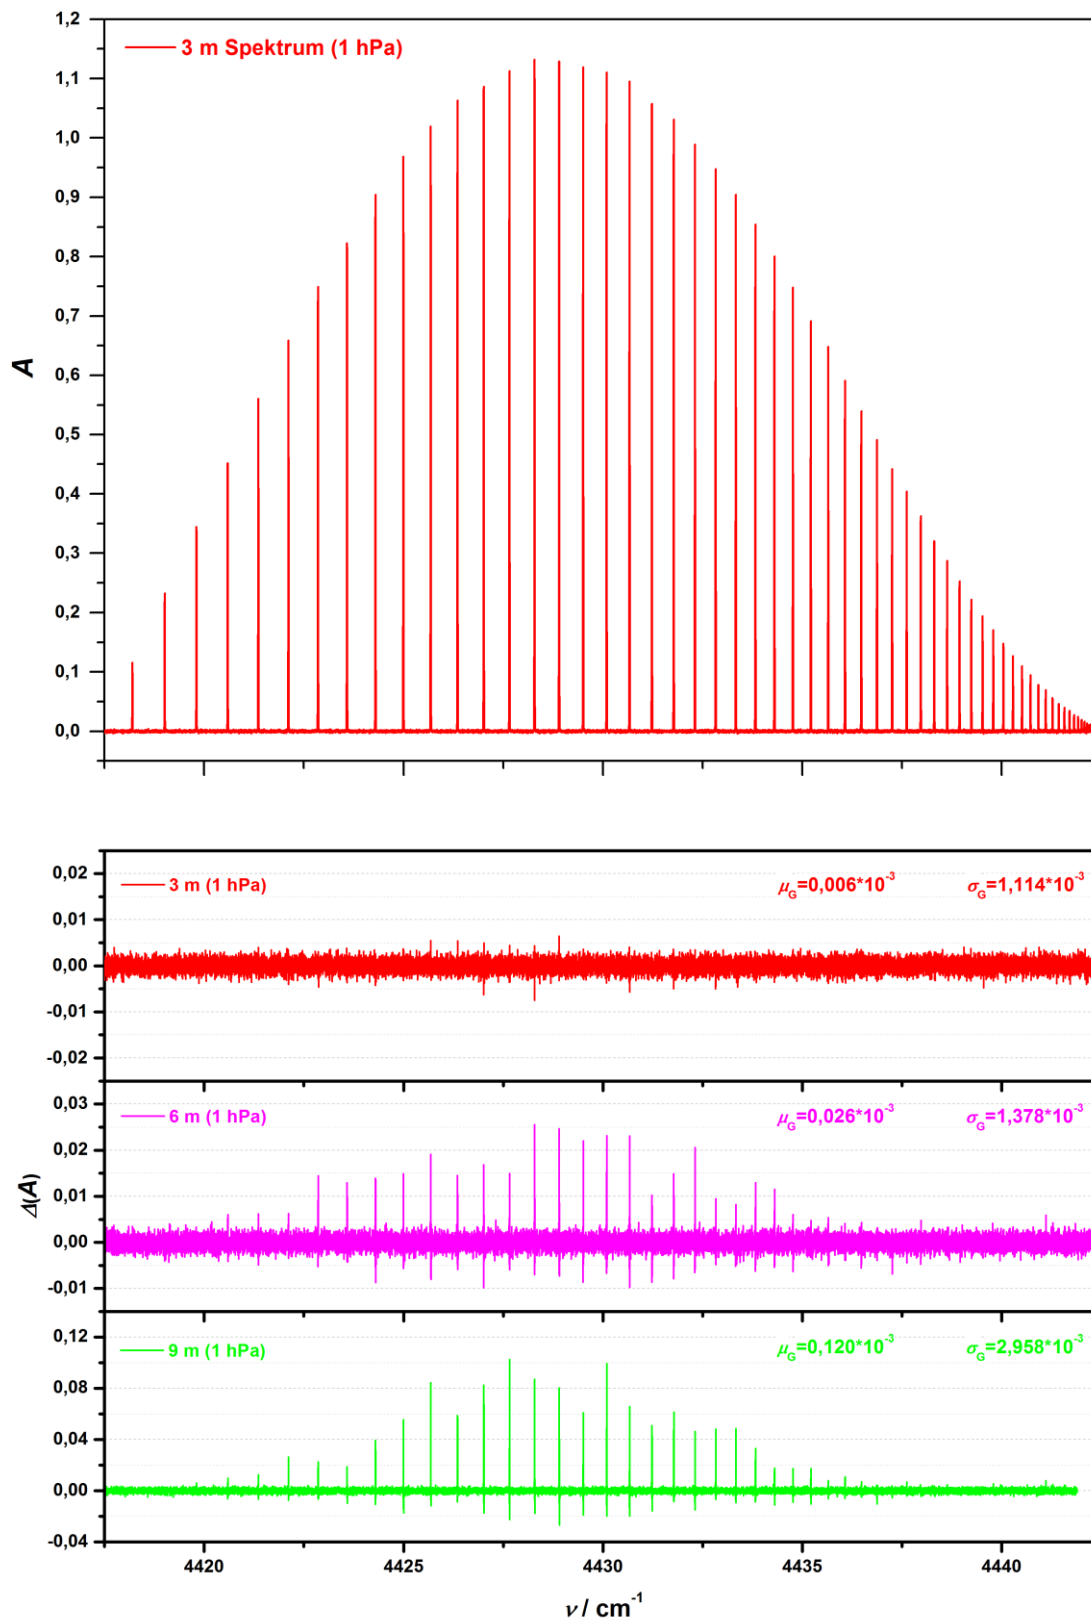 1,2
3 m Spektrum (1 hPa)
1,1
1,0
0,9
0,8
0,7
0,6
A
0,5
0,4
0,3
0,2
0,1
0,0
4420
4425
4430
4435
4440
0,02
3 m (1 hPa)
μG=0,006*10-3
σG=1,114*10-3
0,01
0,00
-0,01
-0,02
0,03
6 m (1 hPa)
μG=0,026*10-3
σG=1,378*10-3
0,02
Δ(A)
0,01
0,00
-0,01
0,12
9 m (1 hPa)
μG=0,120*10-3
σG=2,958*10-3
0,08
0,04
0,00
-0,04
4420
4425
4430
4435
4440
ν / cm-1